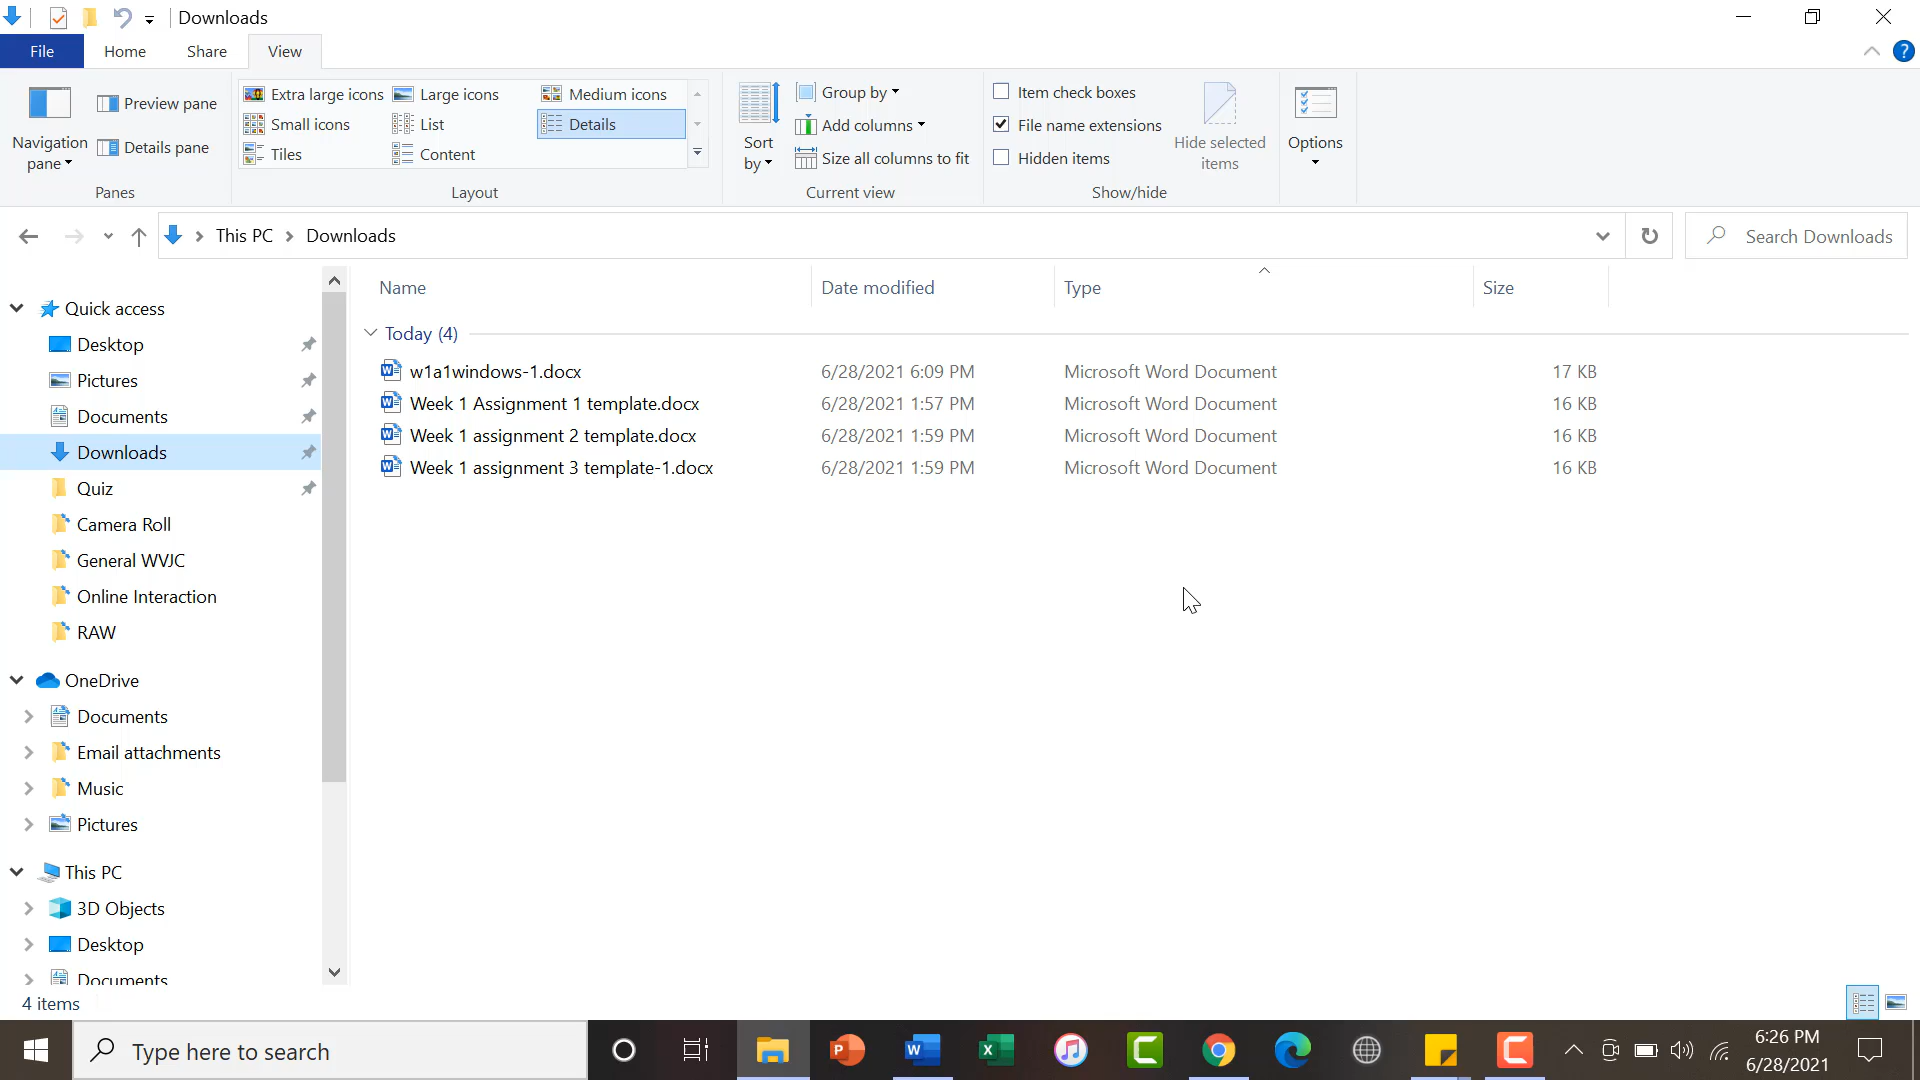 Downloads
File Home Share View
Navigation pane
Preview pane
Details pane
Panes
Extra large icons Large icons Medium icons
Small icons List Details
Tiles Content
Layout
Sort by
Group by
Add columns
Size all columns to fit
Current view
Item check boxes
File name extensions
Hidden items
Hide selected items
Show/hide
Options
This PC Downloads
Search Downloads
Quick access
Desktop
Pictures
Documents
Downloads
Quiz
Camera Roll
General WVJC
Online Interaction
RAW
OneDrive
Documents
Email attachments
Music
Pictures
This PC
3D Objects
Desktop
Documents
Name Date modified Type Size
Today (4)
w1a1windows-1.docx 6/28/2021 6:09 PM Microsoft Word Document 17 KB
Week 1 Assignment 1 template.docx 6/28/2021 1:57 PM Microsoft Word Document 16 KB
Week 1 assignment 2 template.docx 6/28/2021 1:59 PM Microsoft Word Document 16 KB
Week 1 assignment 3 template-1.docx 6/28/2021 1:59 PM Microsoft Word Document 16 KB
4 items
Type here to search
6:26 PM
6/28/2021